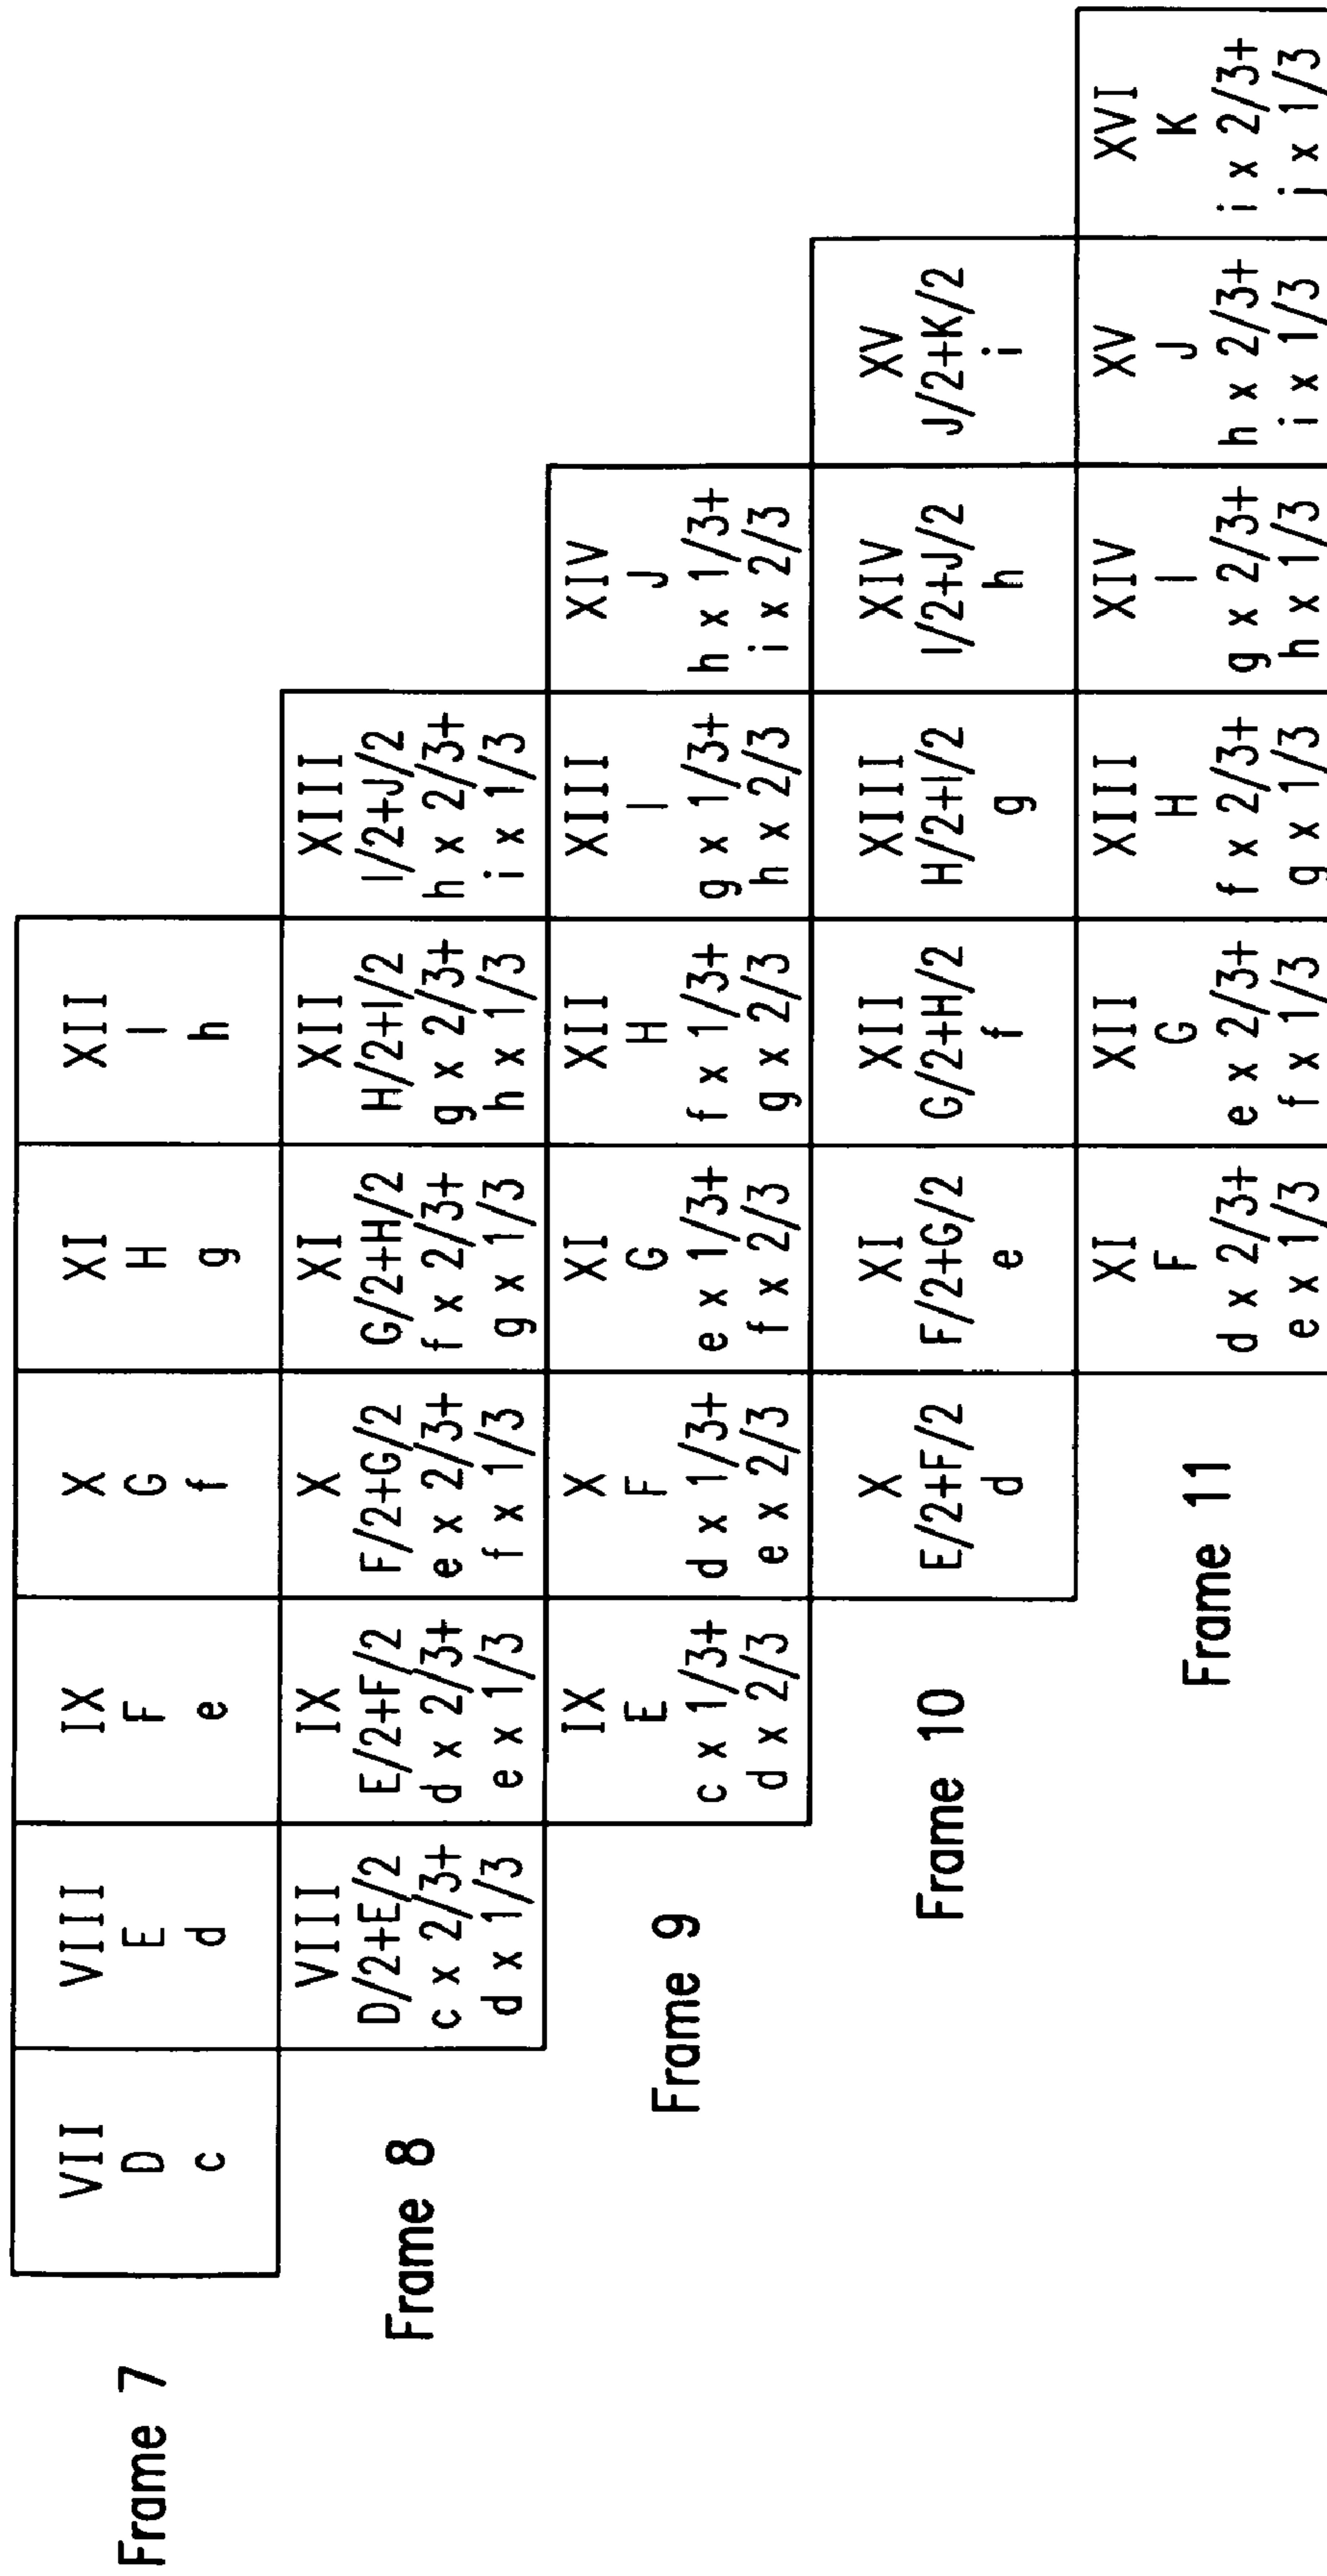 Frame 7
VII
D
c
VIII
E
d
IX
F
e
X
G
f
XI
H
g
XII
I
h
Frame 8
VIII
D/2+E/2
c x 2/3+
d x 1/3
IX
E/2+F/2
d x 2/3+
e x 1/3
X
F/2+G/2
e x 2/3+
f x 1/3
XI
G/2+H/2
f x 2/3+
g x 1/3
XII
H/2+I/2
g x 2/3+
h x 1/3
XIII
I/2+J/2
h x 2/3+
i x 1/3
Frame 9
IX
E
c x 1/3+
d x 2/3
X
F
d x 1/3+
e x 2/3
XI
G
e x 1/3+
f x 2/3
XII
H
f x 1/3+
g x 2/3
XIII
I
g x 1/3+
h x 2/3
XIV
J
h x 1/3+
i x 2/3
Frame 10
X
E/2+F/2
d
XI
F/2+G/2
e
XII
G/2+H/2
f
XIII
H/2+I/2
g
XIV
I/2+J/2
h
XV
J/2+K/2
i
Frame 11
XI
F
d x 2/3+
e x 1/3
XII
G
e x 2/3+
f x 1/3
XIII
H
f x 2/3+
g x 1/3
XIV
I
g x 2/3+
h x 1/3
XV
J
h x 2/3+
i x 1/3
XVI
K
i x 2/3+
j x 1/3